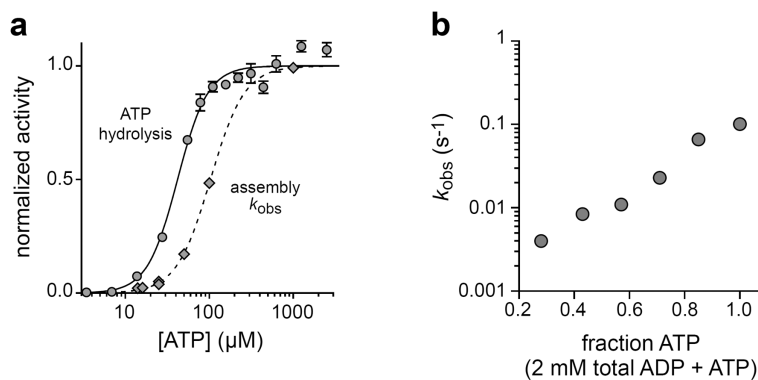 a
normalized activity
1.0
0.5
0.0
ATP
hydrolysis
assembly
kobs
10
100
1000
[ATP] (μM)
b
kobs (s-1)
1
0.1
0.01
0.001
0.2
0.4
0.6
0.8
1.0
fraction ATP
(2 mM total ADP + ATP)